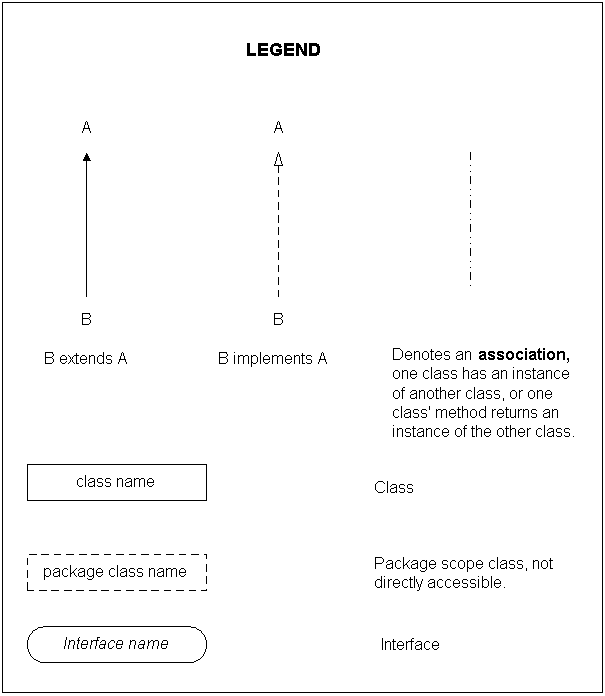 LEGEND
A
A
B
B
B extends A
B implements A
Denotes an association,
one class has an instance
of another class, or one
class' method returns an
instance of the other class.
class name
Class
package class name
Package scope class, not
directly accessible.
Interface name
Interface